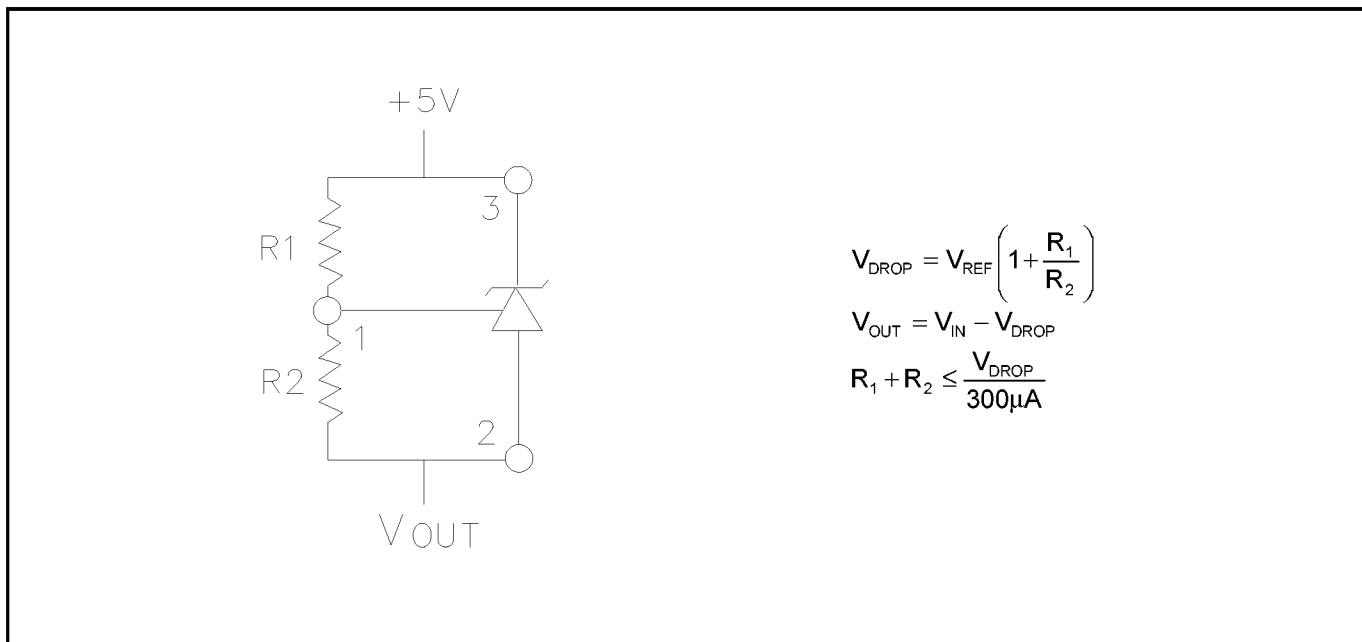 +5V
3
R1
1
R2
2
VOUT
V_DROP = V_REF(1 + R_1/R_2)
V_OUT = V_IN − V_DROP
R_1 + R_2 ≤ V_DROP/300µA